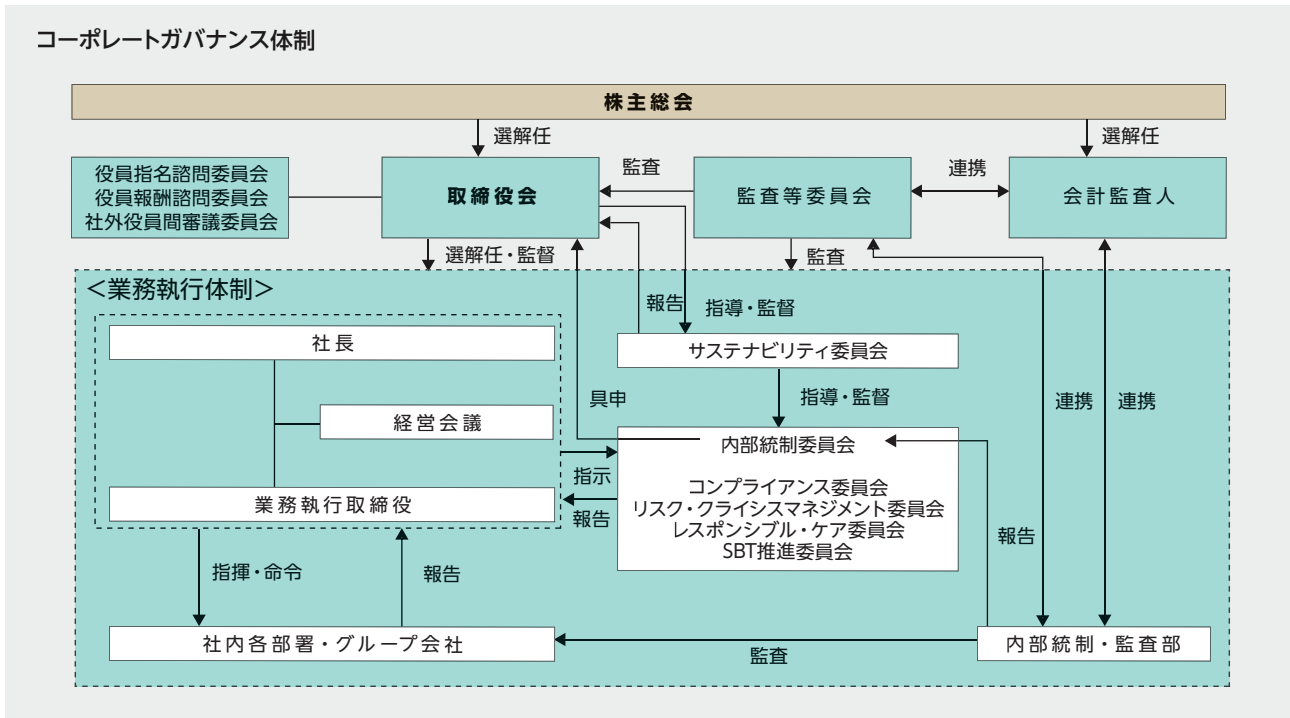 コーポレートガバナンス体制
株主総会
選解任
選解任
役員指名諮問委員会
役員報酬諮問委員会
社外役員間審議委員会
取締役会
監査
監査等委員会
連携
会計監査人
選解任・監督
監査
＜業務執行体制＞
報告
指導・監督
社長
サステナビリティ委員会
具申
指導・監督
連携
連携
経営会議
内部統制委員会
指示
コンプライアンス委員会
リスク・クライシスマネジメント委員会
レスポンシブル・ケア委員会
SBT推進委員会
業務執行取締役
報告
報告
指揮・命令
報告
社内各部署・グループ会社
監査
内部統制・監査部